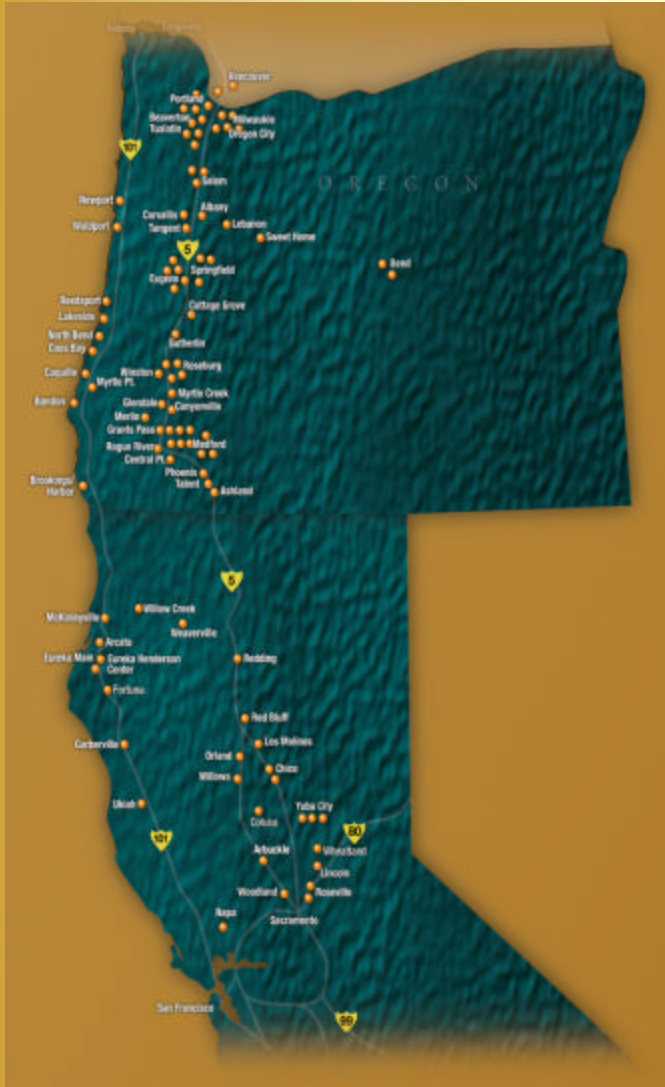 Vancouver
Portland
Beaverton
Milwaukie
Tualatin
Oregon City
101
Salem
OREGON
Newport
Albany
Corvallis
Lebanon
Waldport
Tangent
Sweet Home
5
Bend
Springfield
Eugene
Reedsport
Cottage Grove
Lakeside
North Bend
Sutherlin
Coos Bay
Roseburg
Coquille
Winston
Myrtle Pt.
Myrtle Creek
Bandon
Glendale
Canyonville
Merlin
Grants Pass
Rogue River
Medford
Central Pt.
Phoenix
Brookings/
Harbor
Talent
Ashland
5
Willow Creek
McKinleyville
Weaverville
Arcata
Eureka Main
Eureka Henderson
Center
Redding
Fortuna
Red Bluff
Garberville
Los Molinos
Orland
Chico
Willows
Ukiah
Yuba City
Colusa
80
101
Arbuckle
Wheatland
Lincoln
Woodland
Roseville
Napa
Sacramento
San Francisco
99